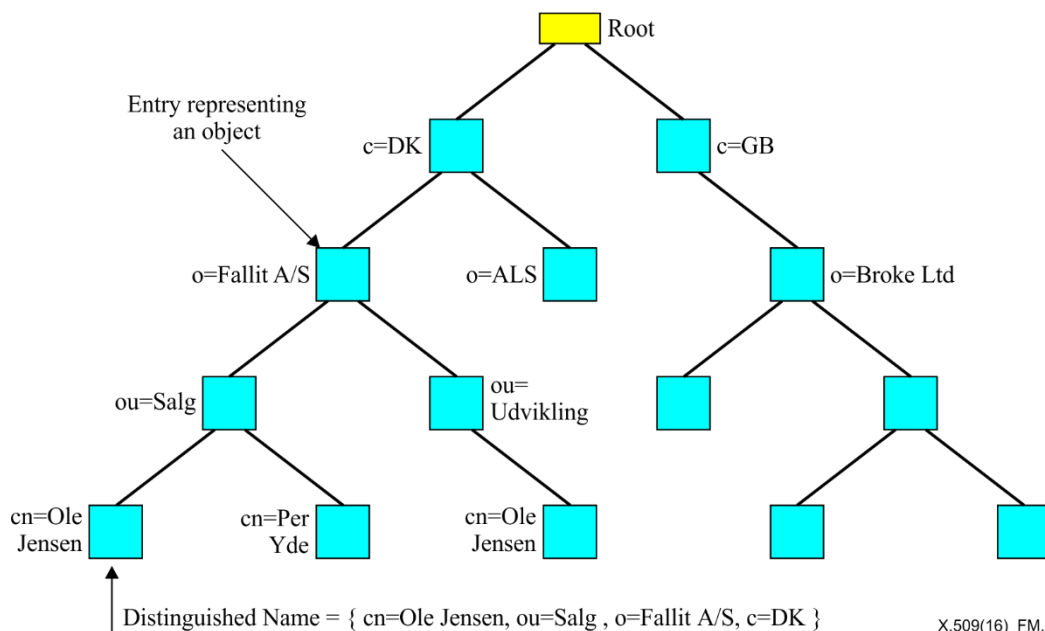 Root
Entry representing
an object
c=DK
c=GB
o=Fallit A/S
o=ALS
o=Broke Ltd
ou=Salg
ou=
Udvikling
cn=Ole
Jensen
cn=Per
Yde
cn=Ole
Jensen
Distinguished Name = { cn=Ole Jensen, ou=Salg , o=Fallit A/S, c=DK }
X.509(16)_FM.